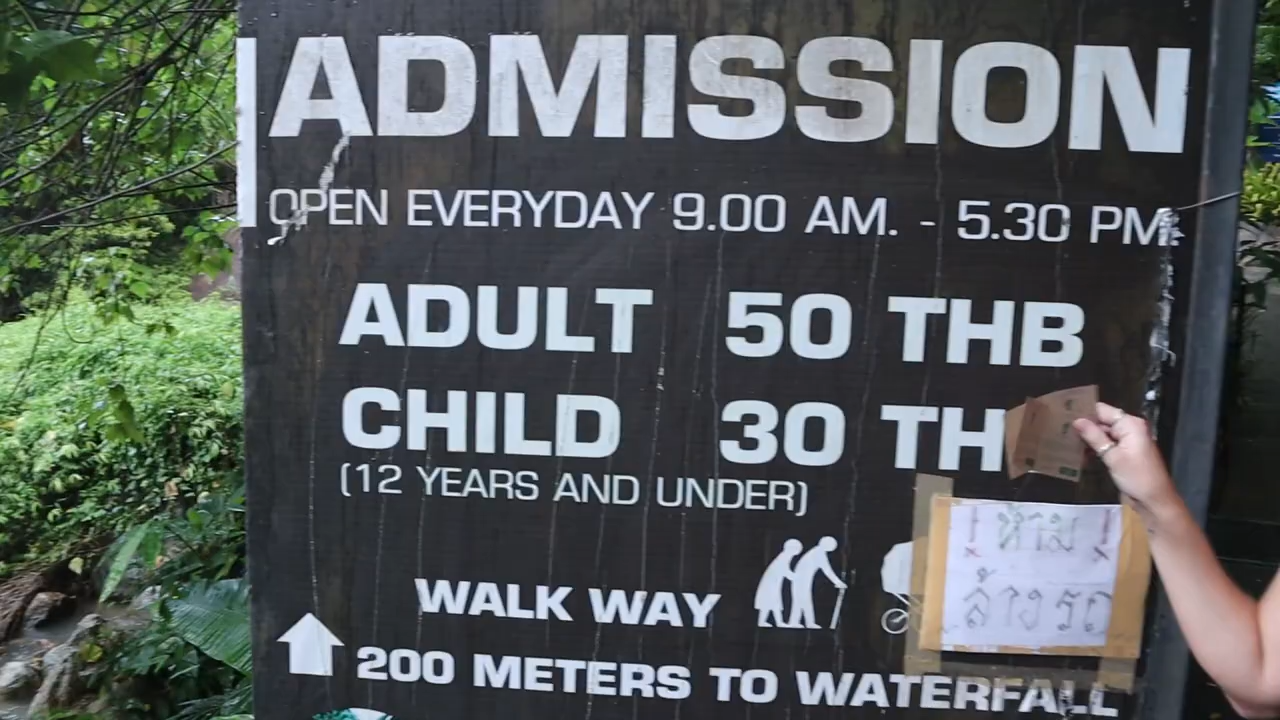 ADMISSION
OPEN EVERYDAY 9.00 AM. - 5.30 PM
ADULT 50 THB
CHILD 30 TH
(12 YEARS AND UNDER)
! ห้าม !
ล้างรถ
WALK WAY
200 METERS TO WATERFALL